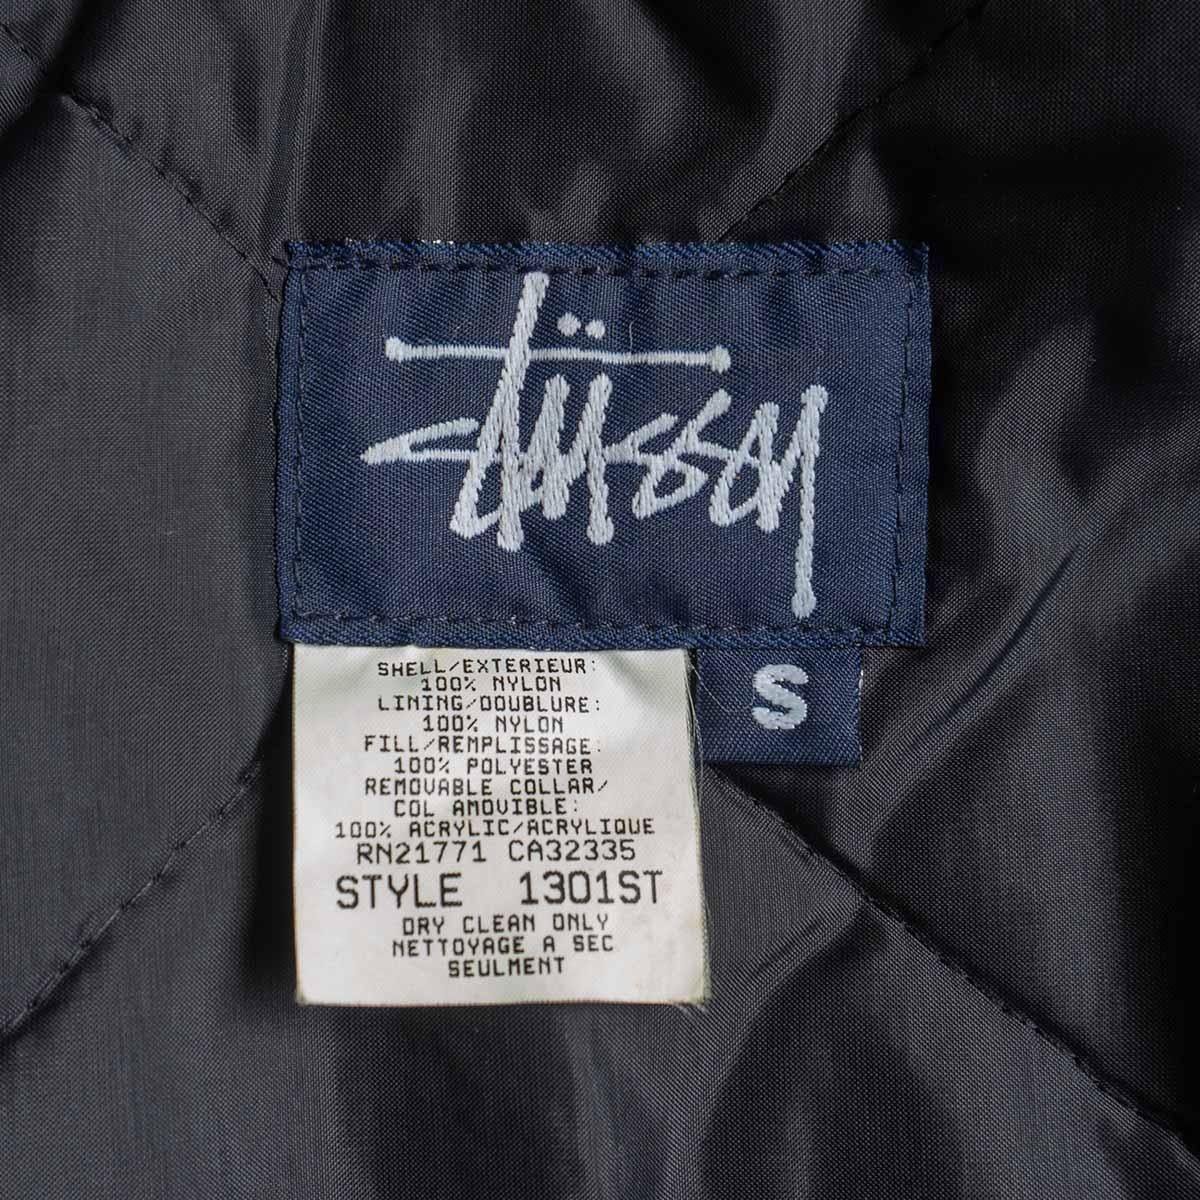 Stüssy
S
SHELL/EXTERIEUR:
100% NYLON
LINING/DOUBLURE:
100% NYLON
FILL/REMPLISSAGE:
100% POLYESTER
REMOVABLE COLLAR/
COL AMOVIBLE:
100% ACRYLIC/ACRYLIQUE
RN21771 CA32335
STYLE 1301ST
DRY CLEAN ONLY
NETTOYAGE A SEC
SEULMENT